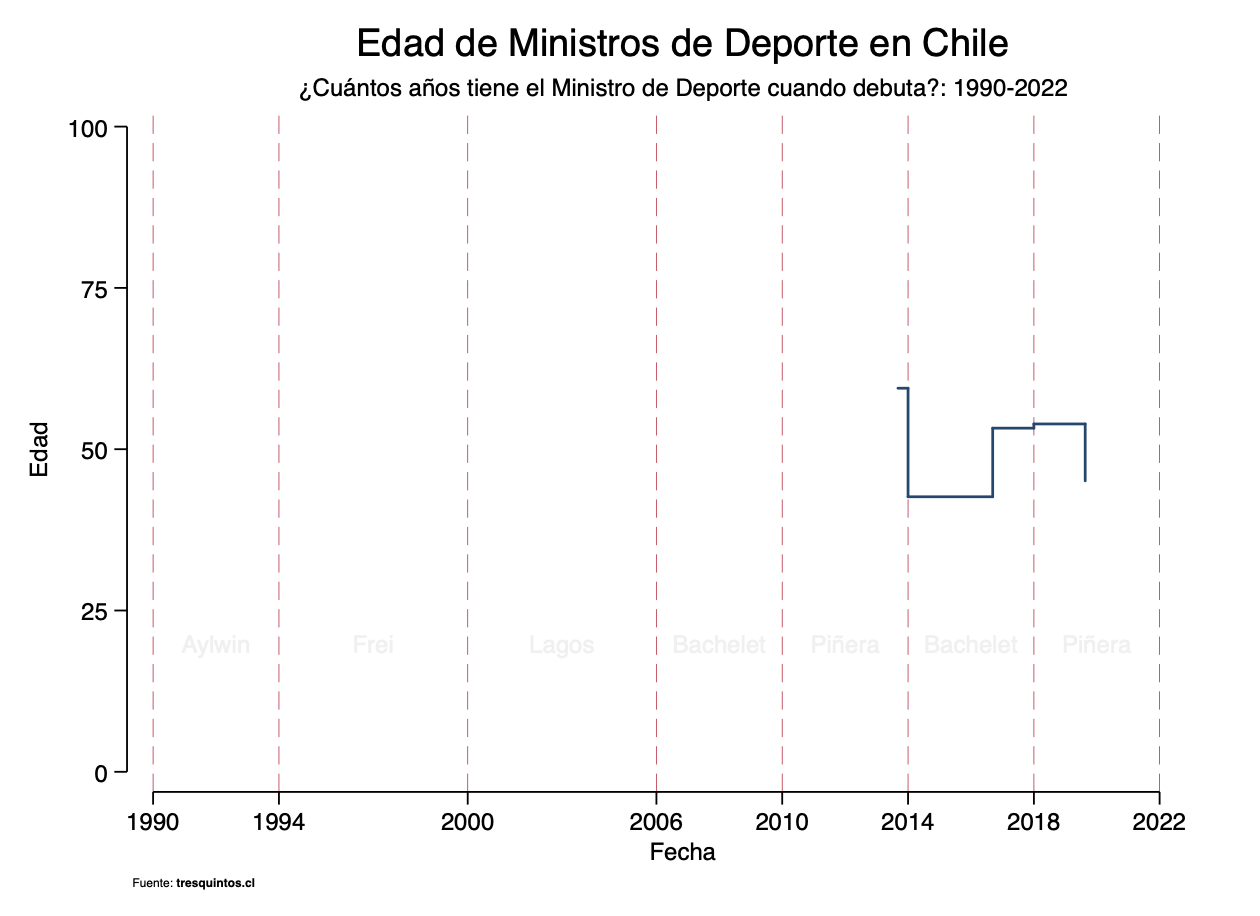 Edad de Ministros de Deporte en Chile
¿Cuántos años tiene el Ministro de Deporte cuando debuta?: 1990-2022
100
75
50
25
0
Edad
Aylwin Frei Lagos Bachelet Piñera Bachelet Piñera
1990 1994 2000 2006 2010 2014 2018 2022
Fecha
Fuente: tresquintos.cl